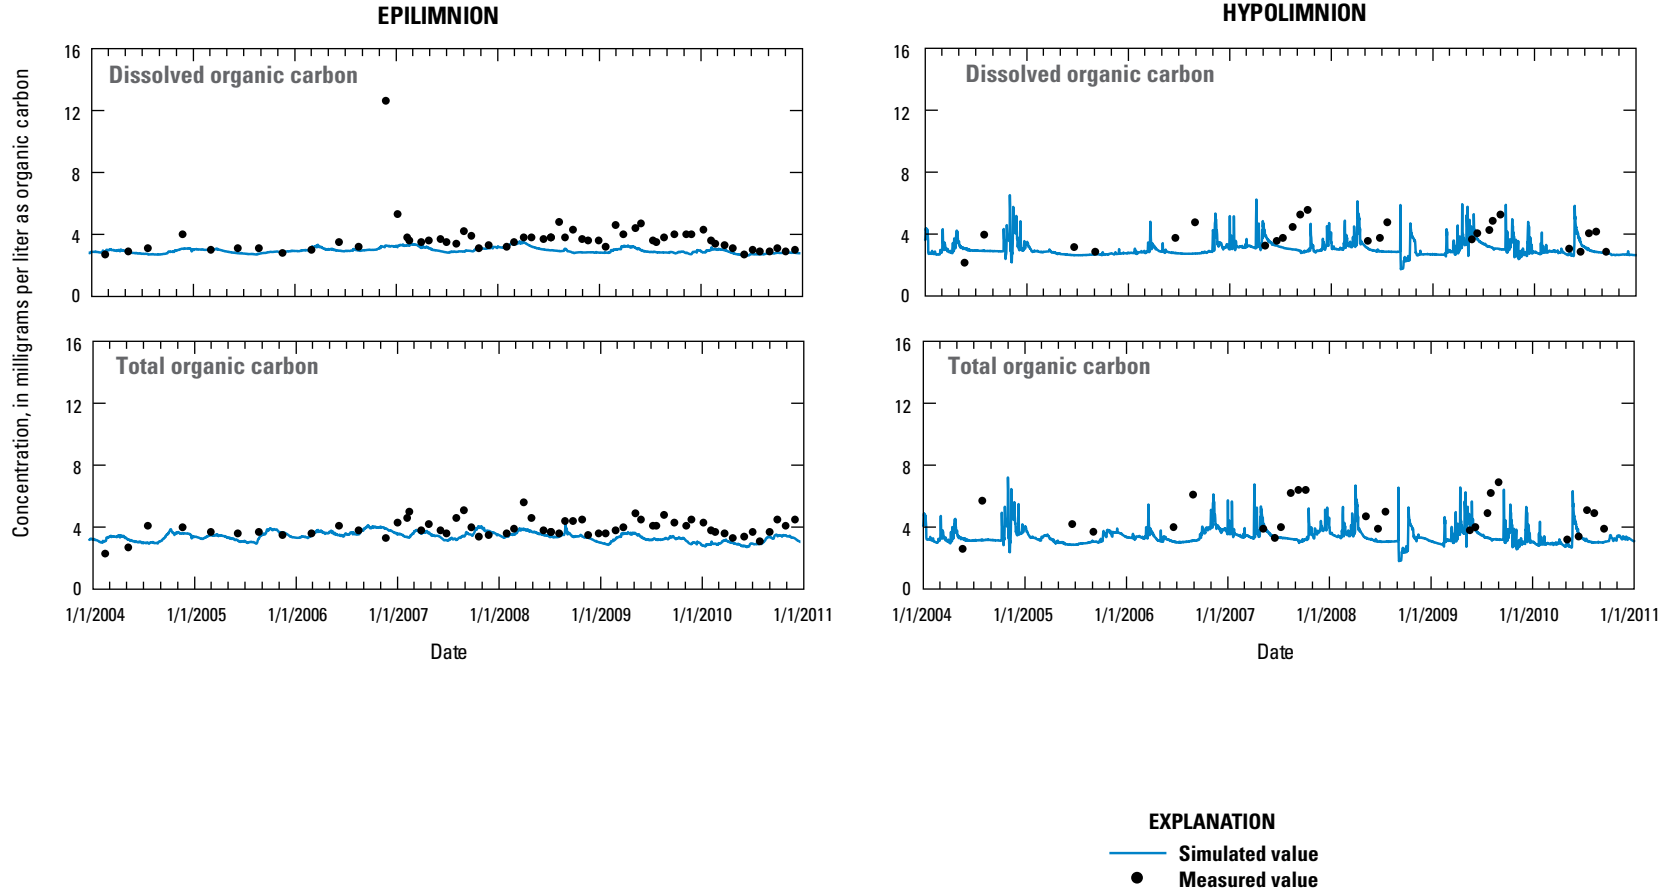 EPILIMNION
HYPOLIMNION
Concentration, in milligrams per liter as organic carbon
16
12
8
4
0
Dissolved organic carbon
16
12
8
4
0
Dissolved organic carbon
16
12
8
4
0
Total organic carbon
1/1/2004 1/1/2005 1/1/2006 1/1/2007 1/1/2008 1/1/2009 1/1/2010 1/1/2011
Date
16
12
8
4
0
Total organic carbon
1/1/2004 1/1/2005 1/1/2006 1/1/2007 1/1/2008 1/1/2009 1/1/2010 1/1/2011
Date
EXPLANATION
Simulated value
Measured value